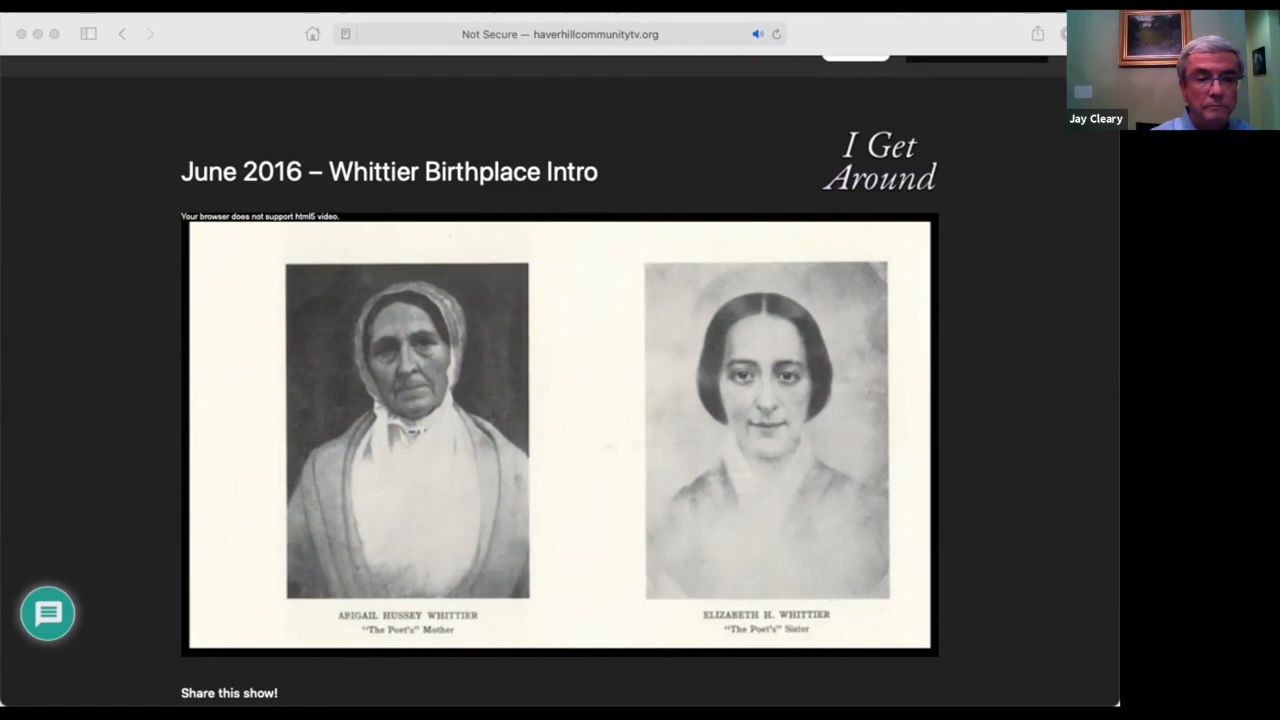 Not Secure — haverhillcommunitytv.org
Jay Cleary
I Get
Around
June 2016 – Whittier Birthplace Intro
Your browser does not support html5 video.
ABIGAIL HUSSEY WHITTIER
"The Poet's" Mother
ELIZABETH H. WHITTIER
"The Poet's" Sister
Share this show!